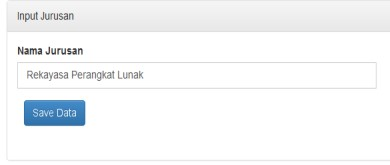 Input Jurusan
Nama Jurusan
Rekayasa Perangkat Lunak
Save Data